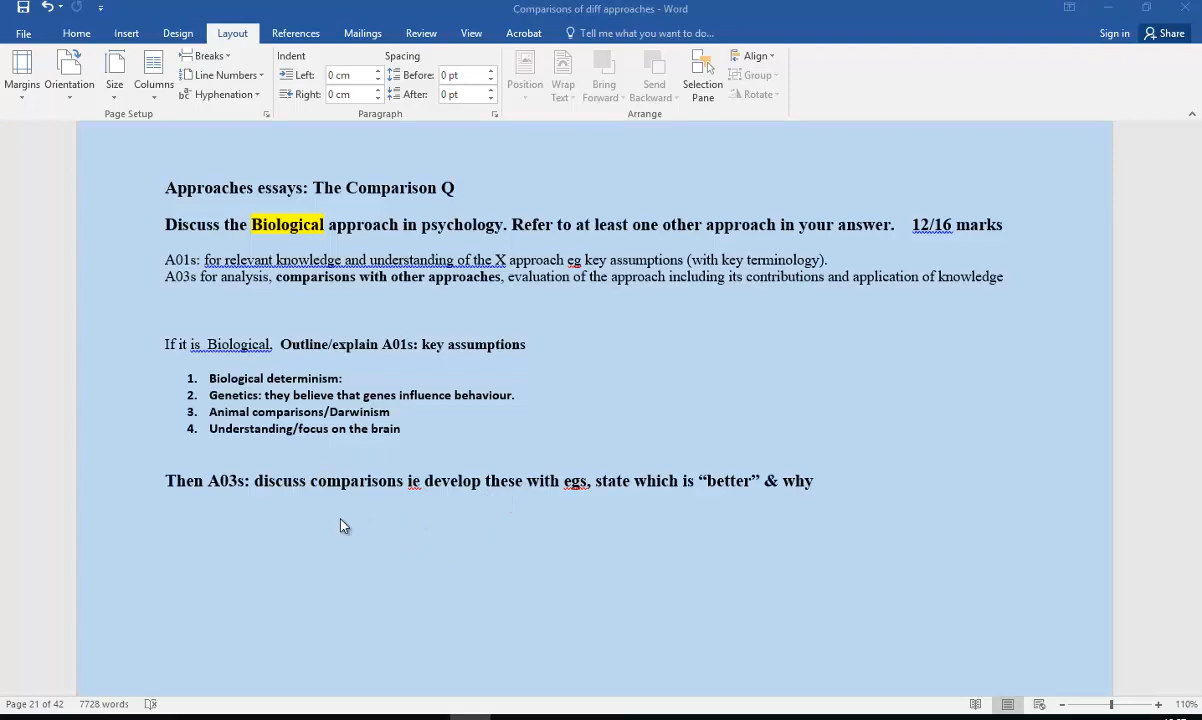 Comparisons of diff approaches - Word
File Home Insert Design Layout References Mailings Review View Acrobat Tell me what you want to do... Sign in Share
Breaks Indent Spacing Align
Line Numbers Left: 0 cm Before: 0 pt Group
Margins Orientation Size Columns Hyphenation Right: 0 cm After: 0 pt Position Wrap Text Bring Forward Send Backward Selection Pane Rotate
Page Setup Paragraph Arrange
Approaches essays: The Comparison Q
Discuss the Biological approach in psychology. Refer to at least one other approach in your answer. 12/16 marks
A01s: for relevant knowledge and understanding of the X approach eg key assumptions (with key terminology).
A03s for analysis, comparisons with other approaches, evaluation of the approach including its contributions and application of knowledge
If it is Biological, Outline/explain A01s: key assumptions
1. Biological determinism:
2. Genetics: they believe that genes influence behaviour.
3. Animal comparisons/Darwinism
4. Understanding/focus on the brain
Then A03s: discuss comparisons ie develop these with egs, state which is “better” & why
Page 21 of 42 7728 words 110%